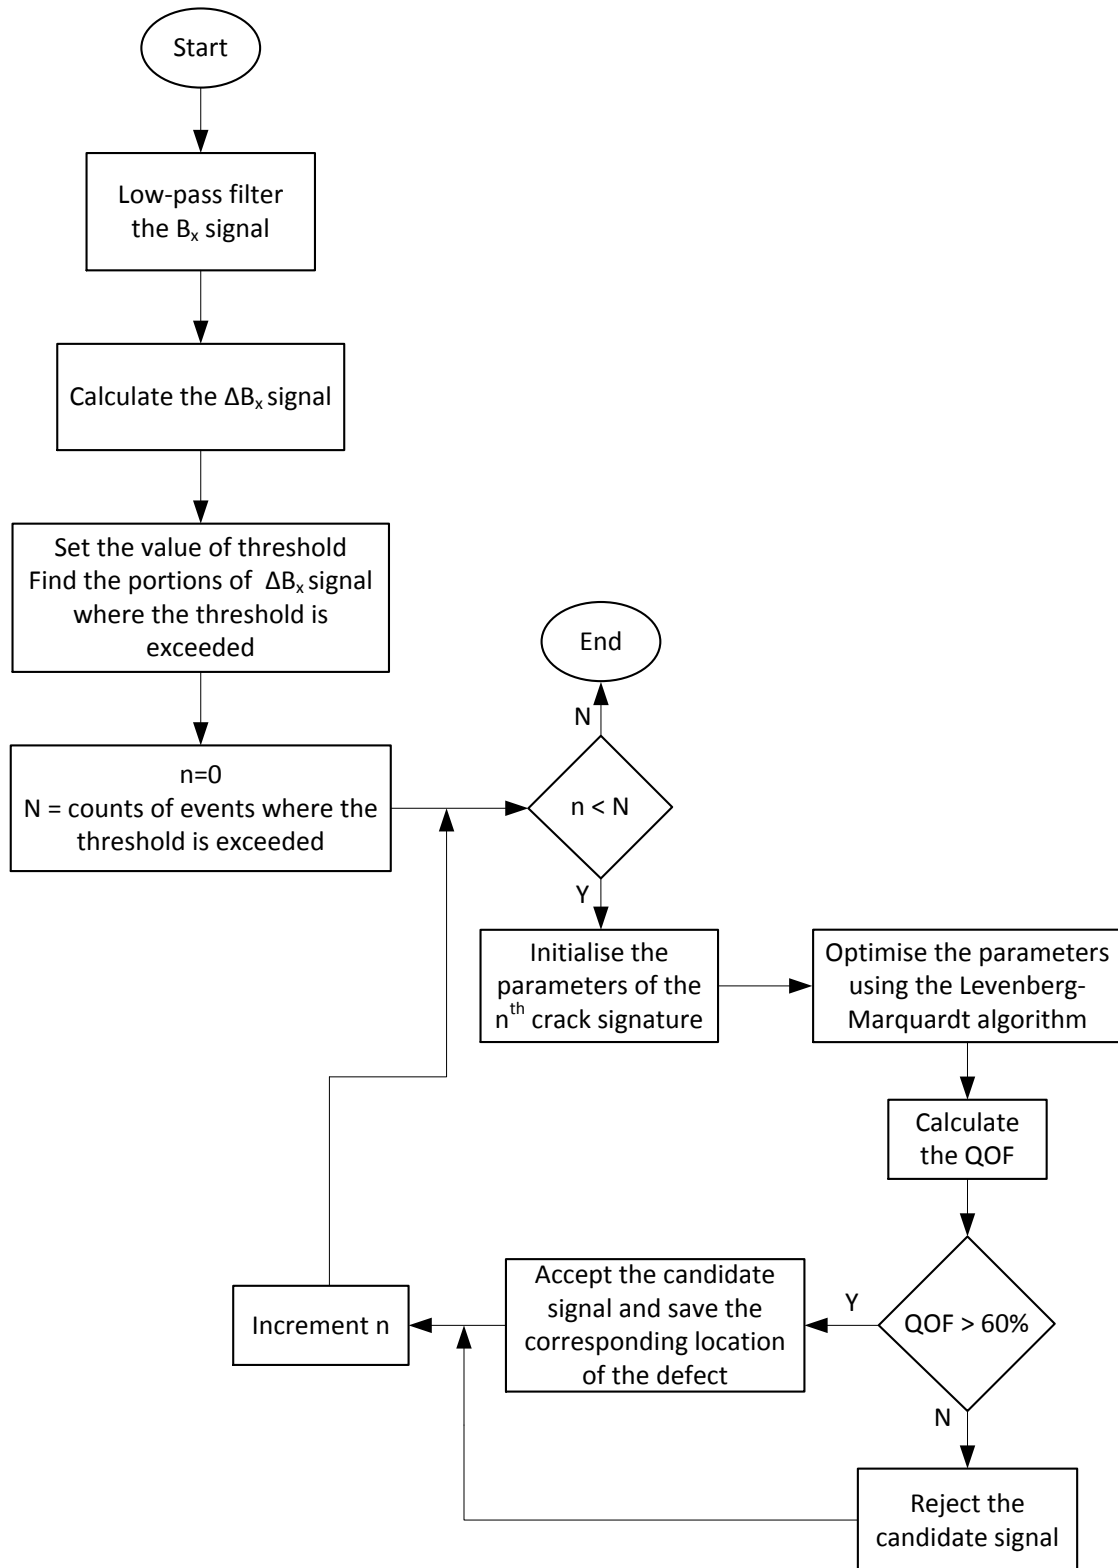 Start
Low-pass filter
the Bₓ signal
Calculate the ΔBₓ signal
Set the value of threshold
Find the portions of ΔBₓ signal
where the threshold is
exceeded
End
N
n=0
N = counts of events where the
threshold is exceeded
n < N
Y
Initialise the
parameters of the
nᵗʰ crack signature
Optimise the parameters
using the Levenberg-
Marquardt algorithm
Calculate
the QOF
QOF > 60%
Y
Accept the candidate
signal and save the
corresponding location
of the defect
Increment n
N
Reject the
candidate signal